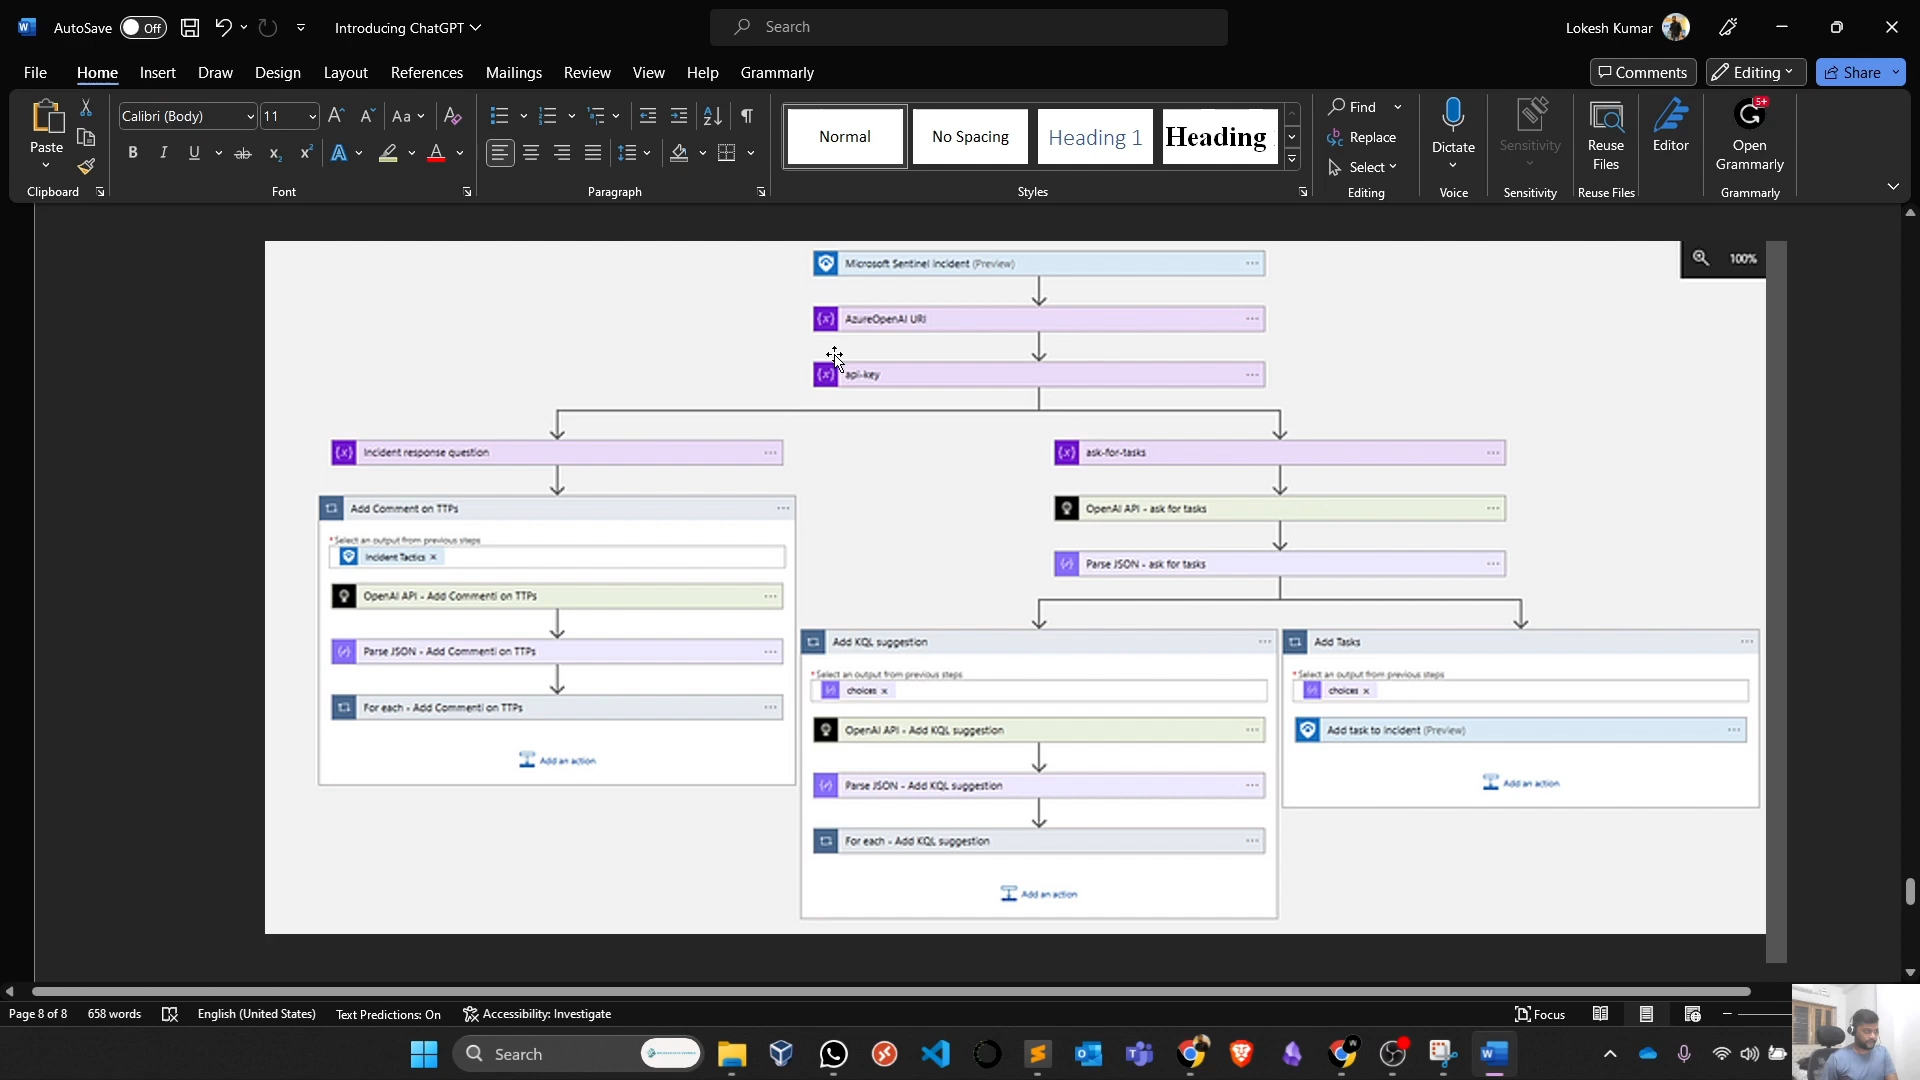 AutoSave Off Introducing ChatGPT Search Lokesh Kumar
File Home Insert Draw Design Layout References Mailings Review View Help Grammarly Comments Editing Share
Paste Calibri (Body) 11 Aa Normal No Spacing Heading 1 Heading Find Replace Select Dictate Sensitivity Reuse Files Editor Open Grammarly 5+
Clipboard Font Paragraph Styles Editing Voice Sensitivity Reuse Files Grammarly
Microsoft Sentinel incident (Preview)
100%
AzureOpenAI URI
api-key
Incident response question
ask-for-tasks
Add Comment on TTPs
OpenAI API - ask for tasks
*Select an output from previous steps
Incident Tactics ×
Parse JSON - ask for tasks
OpenAI API - Add Commenti on TTPs
Parse JSON - Add Commenti on TTPs
For each - Add Commenti on TTPs
Add an action
Add KQL suggestion
*Select an output from previous steps
choices ×
OpenAI API - Add KQL suggestion
Parse JSON - Add KQL suggestion
For each - Add KQL suggestion
Add an action
Add Tasks
*Select an output from previous steps
choices ×
Add task to incident (Preview)
Add an action
Page 8 of 8 658 words English (United States) Text Predictions: On Accessibility: Investigate Focus
Search